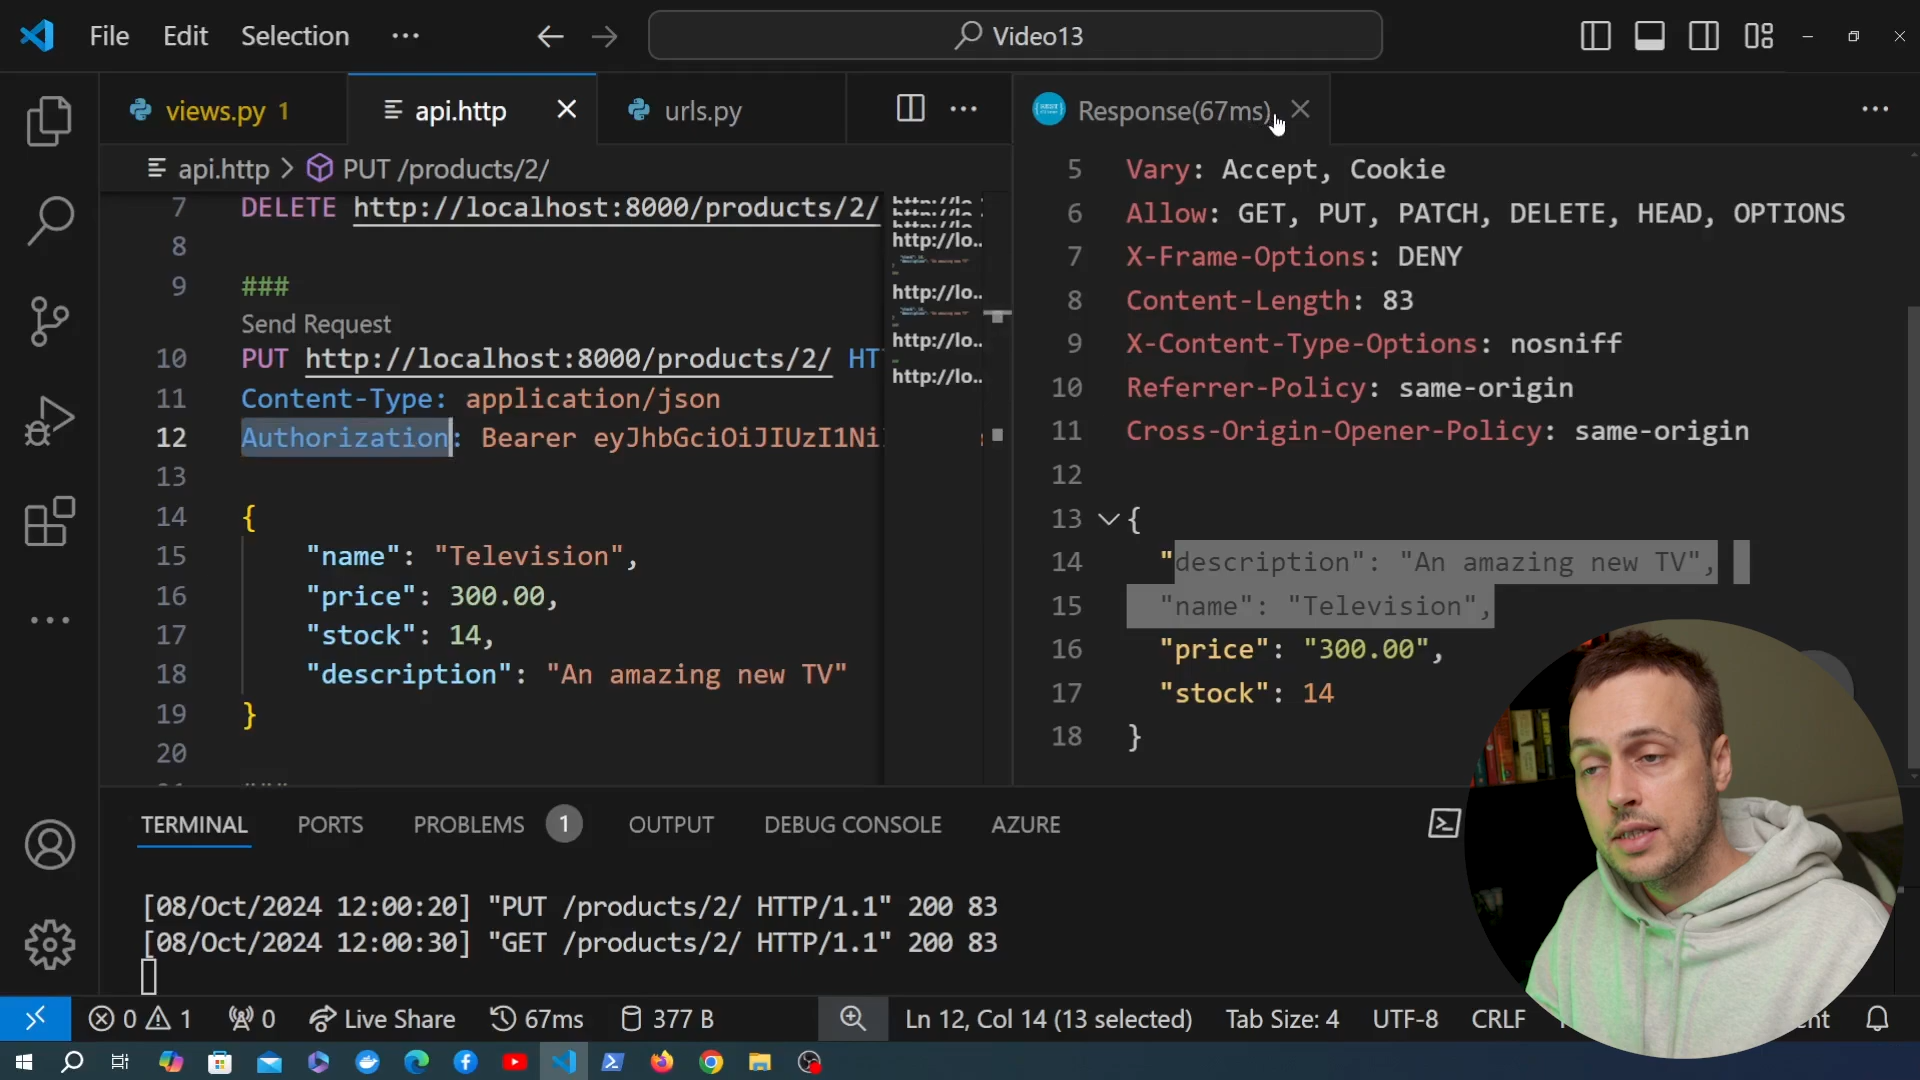 File Edit Selection ···
Video13
views.py 1
api.http
urls.py
Response(67ms)
api.http > PUT /products/2/
7 DELETE http://localhost:8000/products/2/
8
9 ###
Send Request
10 PUT http://localhost:8000/products/2/
11 Content-Type: application/json
12 Authorization: Bearer eyJhbGciOiJIUzI1Ni
13
14 {
15 "name": "Television",
16 "price": 300.00,
17 "stock": 14,
18 "description": "An amazing new TV"
19 }
20
http://lo..
http://lo..
http://lo..
http://lo..
5 Vary: Accept, Cookie
6 Allow: GET, PUT, PATCH, DELETE, HEAD, OPTIONS
7 X-Frame-Options: DENY
8 Content-Length: 83
9 X-Content-Type-Options: nosniff
10 Referrer-Policy: same-origin
11 Cross-Origin-Opener-Policy: same-origin
12
13 {
14 "description": "An amazing new TV",
15 "name": "Television",
16 "price": "300.00",
17 "stock": 14
18 }
TERMINAL PORTS PROBLEMS 1 OUTPUT DEBUG CONSOLE AZURE
[08/Oct/2024 12:00:20] "PUT /products/2/ HTTP/1.1" 200 83
[08/Oct/2024 12:00:30] "GET /products/2/ HTTP/1.1" 200 83
0 1 0 Live Share 67ms 377 B Ln 12, Col 14 (13 selected) Tab Size: 4 UTF-8 CRLF